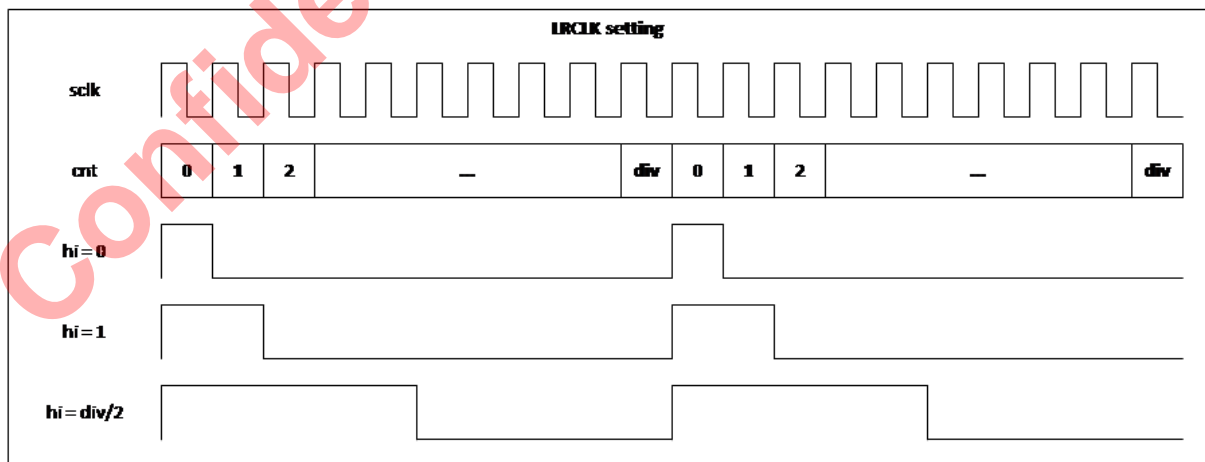 LRCLK setting
sclk
cnt 0 1 2 ... div 0 1 2 ... div
hi=0
hi=1
hi=div/2
Confide